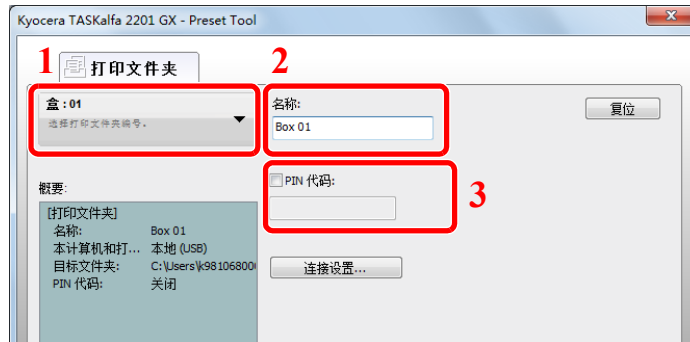 Kyocera TASKalfa 2201 GX - Preset Tool
1
打印文件夹
2
盒 : 01
选择打印文件夹编号。
名称:
Box 01
复位
PIN 代码:
3
概要:
[打印文件夹]
名称: Box 01
本计算机和打... 本地 (USB)
目标文件夹: C:\Users\k98106800
PIN 代码: 关闭
连接设置...